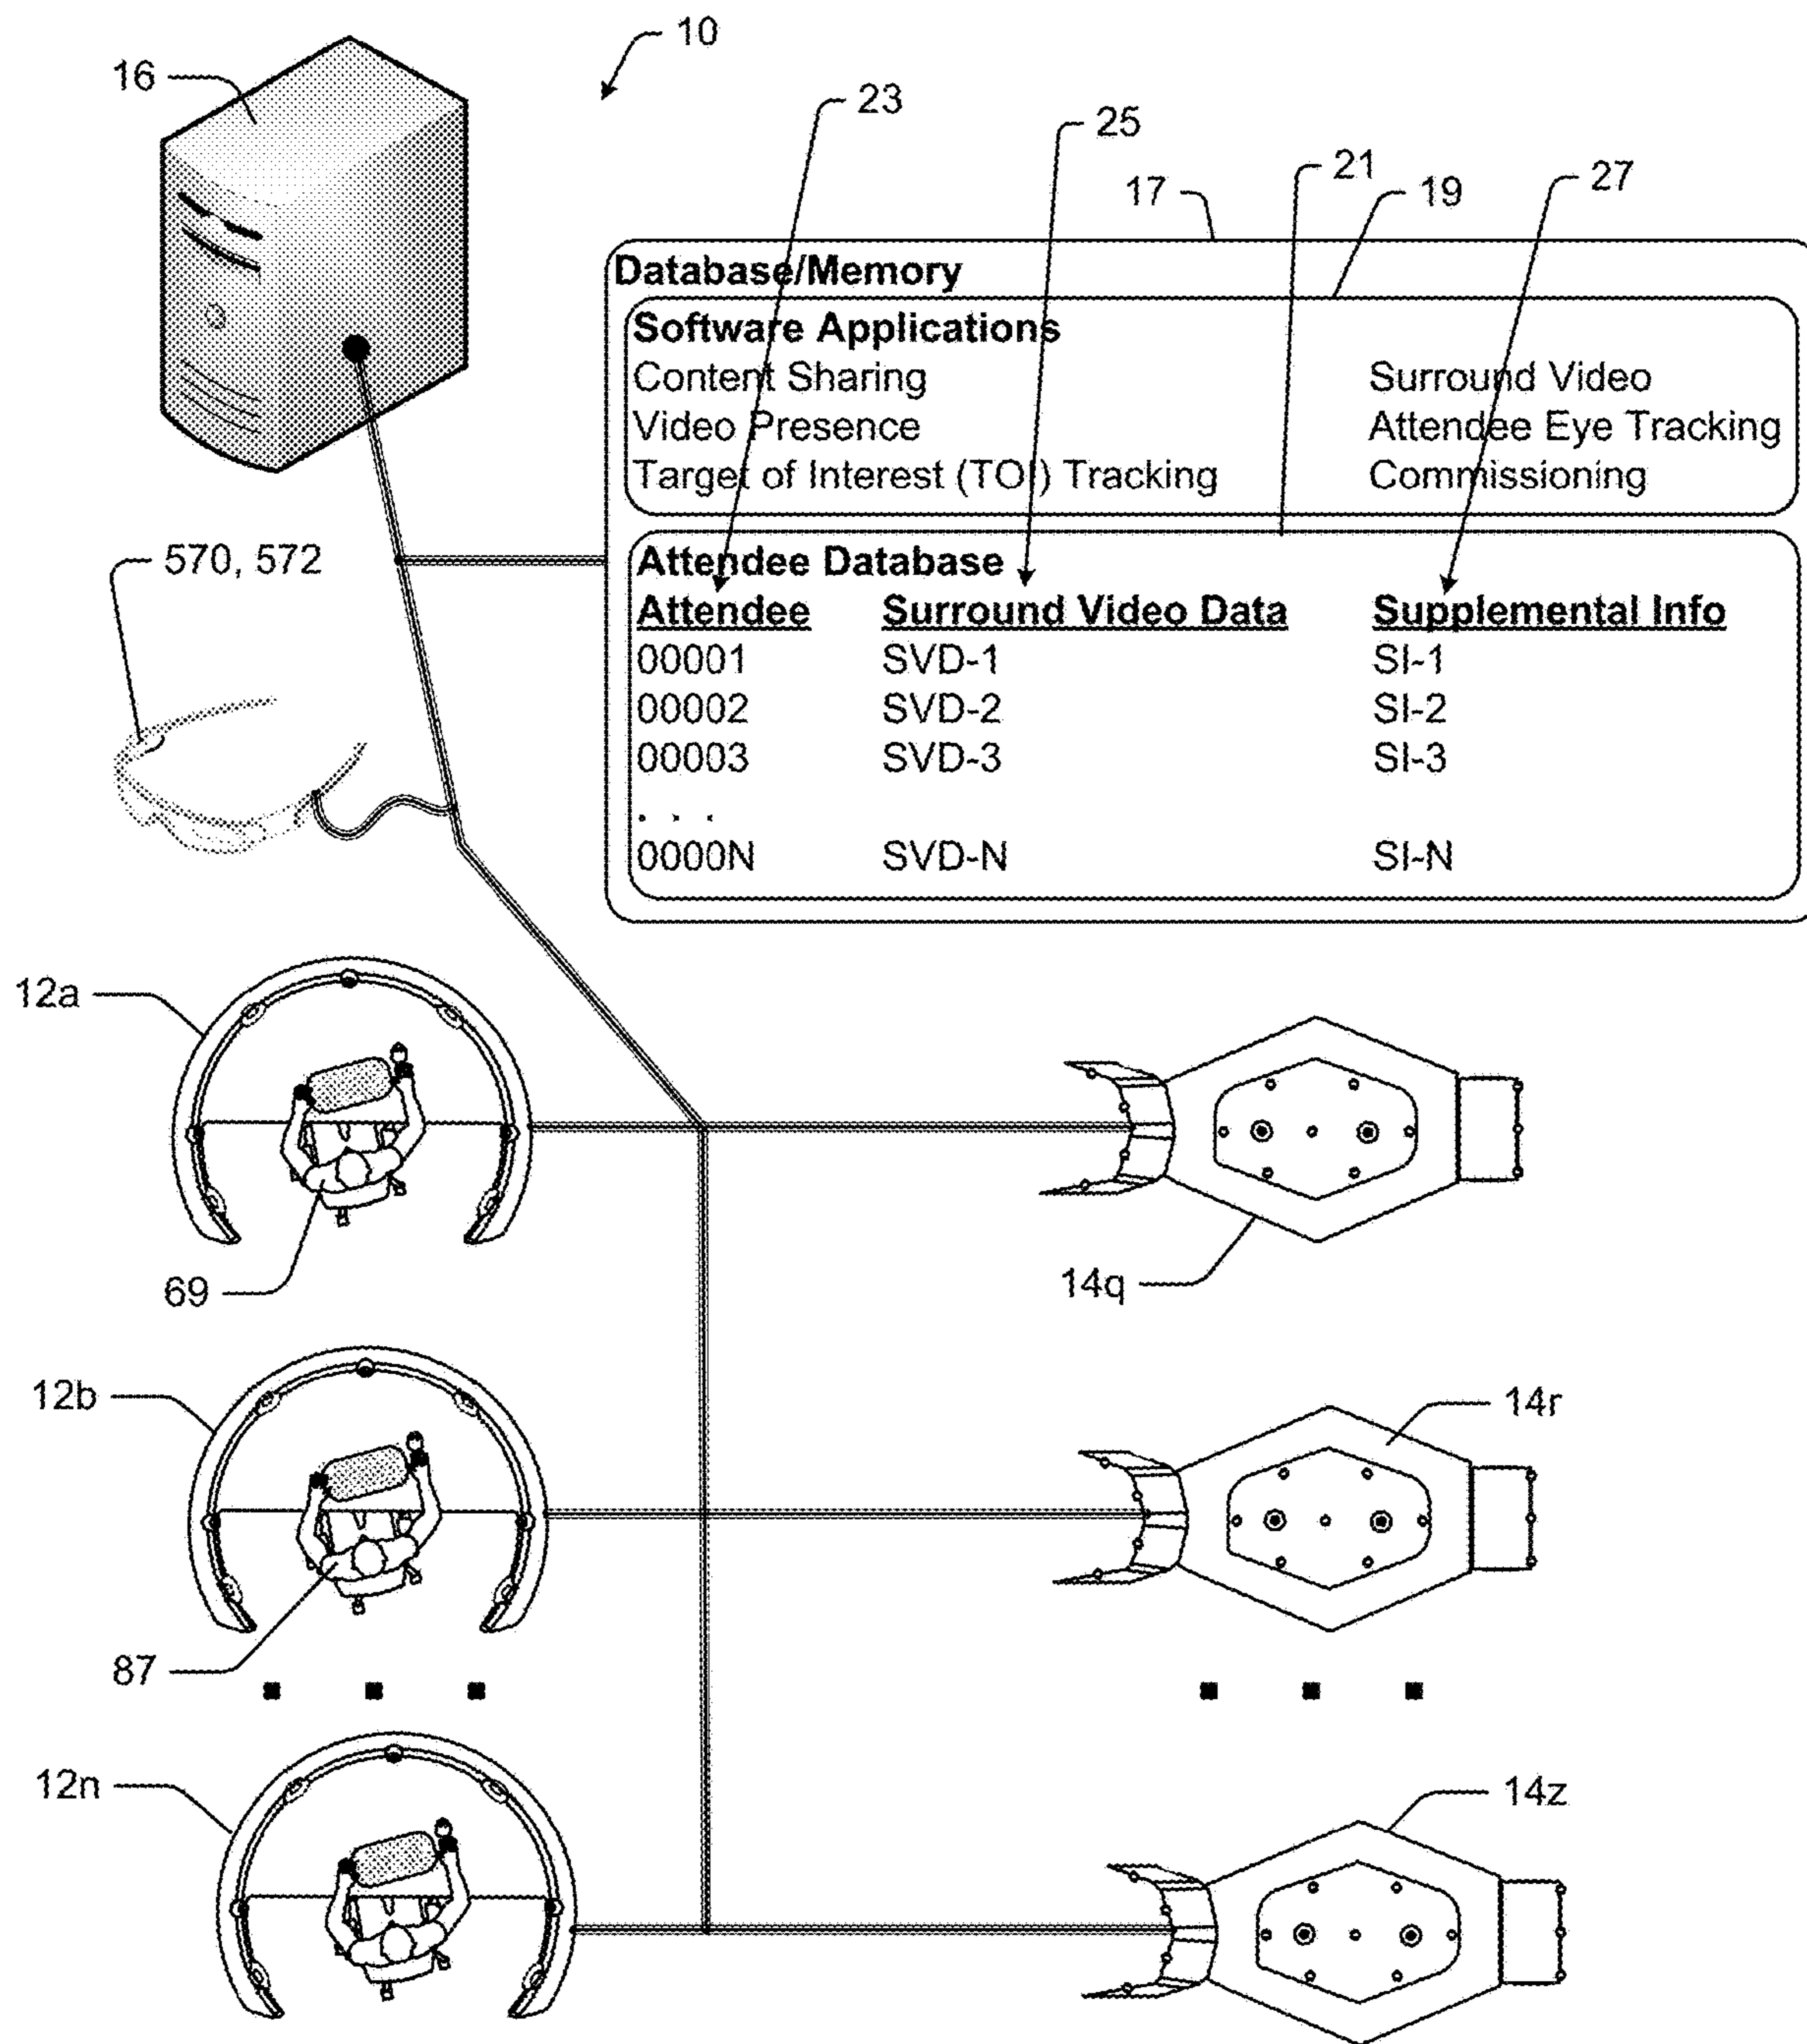 10
16
23
25
21
27
17
19
Database/Memory
Software Applications
Content Sharing Surround Video
Video Presence Attendee Eye Tracking
Target of Interest (TOI) Tracking Commissioning
570, 572
Attendee Database
Attendee Surround Video Data Supplemental Info
00001 SVD-1 SI-1
00002 SVD-2 SI-2
00003 SVD-3 SI-3
. . .
0000N SVD-N SI-N
12a
69
14q
12b
14r
87
12n
14z